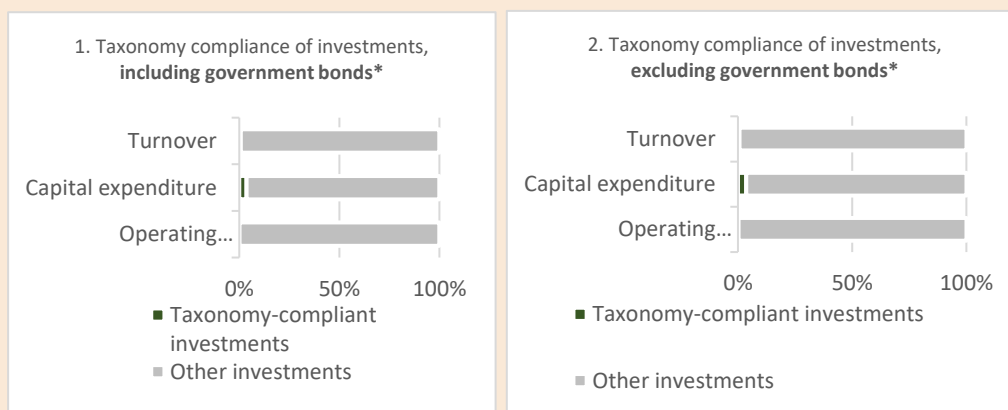 1. Taxonomy compliance of investments,
including government bonds*
Turnover
Capital expenditure
Operating...
0% 50% 100%
Taxonomy-compliant
investments
Other investments
2. Taxonomy compliance of investments,
excluding government bonds*
Turnover
Capital expenditure
Operating...
0% 50% 100%
Taxonomy-compliant investments
Other investments